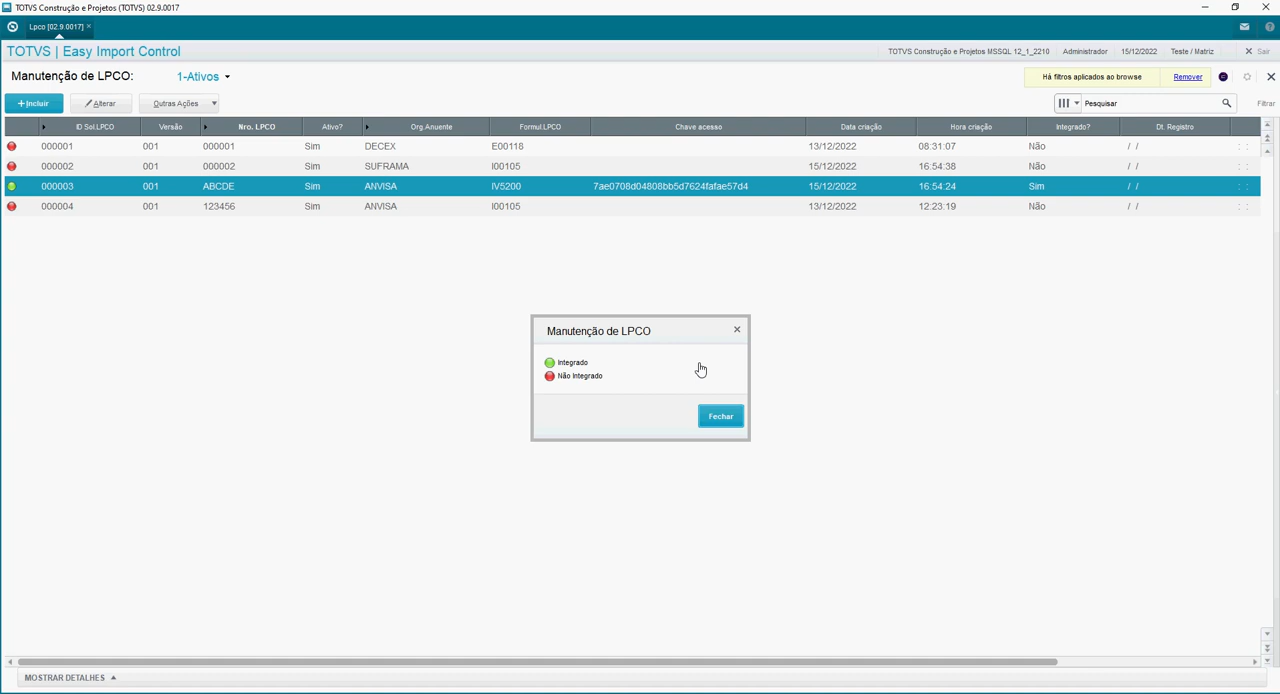 TOTVS Construção e Projetos (TOTVS) 02.9.0017
Lpco [02.9.0017] ×
TOTVS | Easy Import Control
TOTVS Construção e Projetos MSSQL 12_1_2210 Administrador 15/12/2022 Teste / Matriz Sair
Manutenção de LPCO: 1-Ativos
Há filtros aplicados ao browse Remover
+ Incluir Alterar Outras Ações Pesquisar Filtrar
ID Sol.LPCO Versão Nro. LPCO Ativo? Org.Anuente Formul.LPCO Chave acesso Data criação Hora criação Integrado? Dt. Registro
000001 001 000001 Sim DECEX E00118 13/12/2022 08:31:07 Não / / : :
000002 001 000002 Sim SUFRAMA I00105 15/12/2022 16:54:38 Não / / : :
000003 001 ABCDE Sim ANVISA IV5200 7ae0708d04808bb5d7624fafae57d4 15/12/2022 16:54:24 Sim / / : :
000004 001 123456 Sim ANVISA I00105 13/12/2022 12:23:19 Não / / : :
Manutenção de LPCO ×
Integrado
Não Integrado
Fechar
MOSTRAR DETALHES